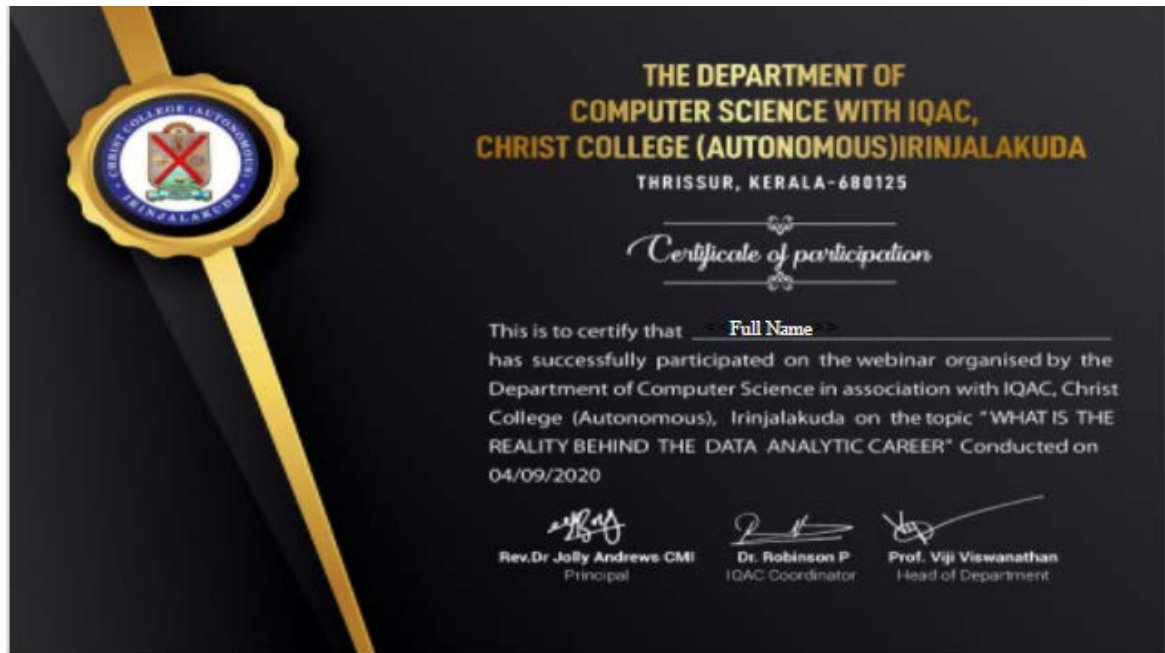 THE DEPARTMENT OF
COMPUTER SCIENCE WITH IQAC,
CHRIST COLLEGE (AUTONOMOUS)IRINJALAKUDA
THRISSUR, KERALA-680125
CHRIST COLLEGE (AUTONOMOUS)
IRINJALAKUDA
Certificate of participation
This is to certify that <<Full Name>>
has successfully participated on the webinar organised by the
Department of Computer Science in association with IQAC, Christ
College (Autonomous), Irinjalakuda on the topic "WHAT IS THE
REALITY BEHIND THE DATA ANALYTIC CAREER" Conducted on
04/09/2020
Rev.Dr Jolly Andrews CMI Dr. Robinson P Prof. Viji Viswanathan
Principal IQAC Coordinator Head of Department